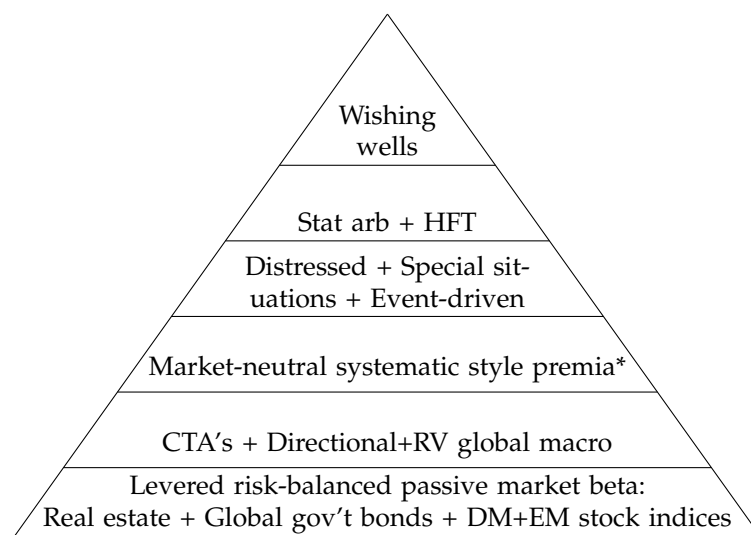 Wishing
wells
Stat arb + HFT
Distressed + Special sit-
uations + Event-driven
Market-neutral systematic style premia*
CTA's + Directional+RV global macro
Levered risk-balanced passive market beta:
Real estate + Global gov't bonds + DM+EM stock indices